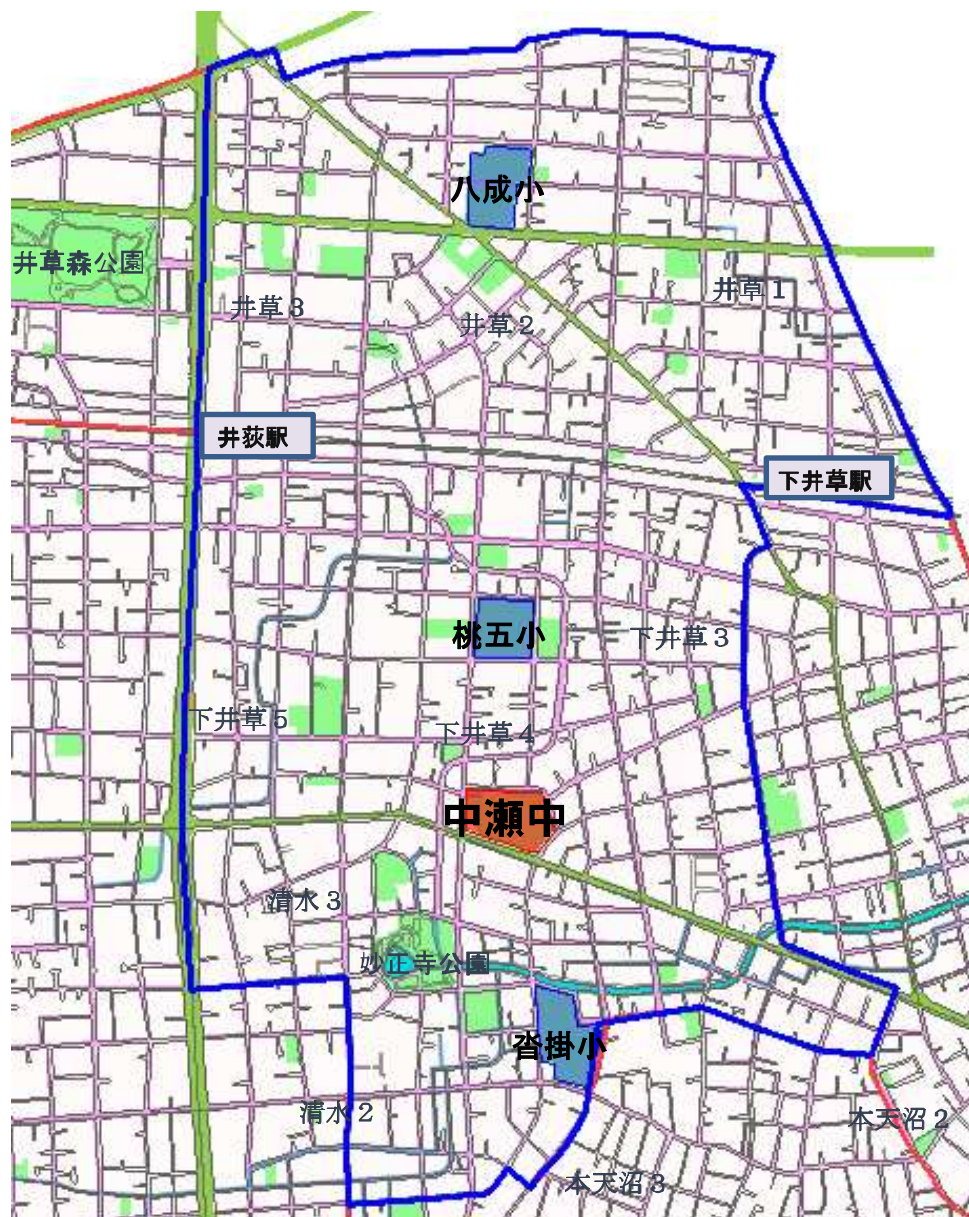 八成小
井草森公園
井草1
井草3
井草2
井荻駅
下井草駅
桃五小
下井草3
下井草5
下井草4
中瀬中
清水3
妙正寺公園
沓掛小
清水2
本天沼2
本天沼3